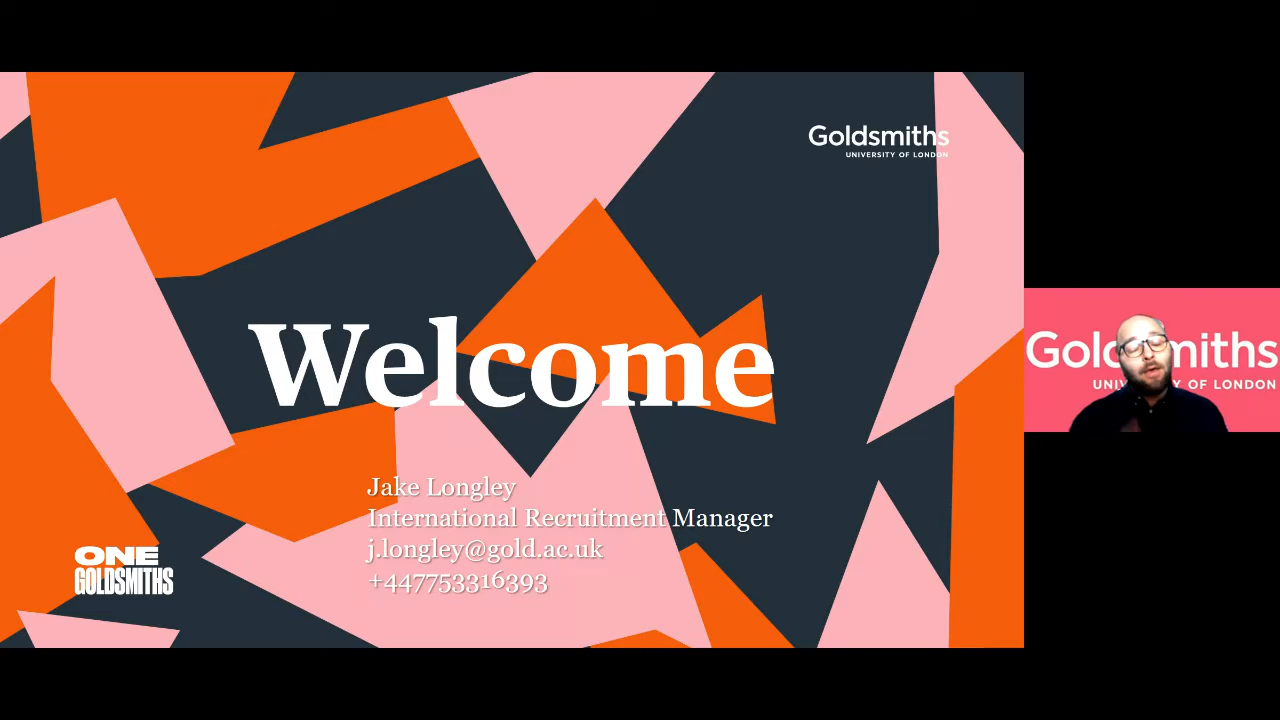 Goldsmiths
UNIVERSITY OF LONDON
Welcome
Jake Longley
International Recruitment Manager
j.longley@gold.ac.uk
+447753316393
ONE
GOLDSMITHS
UNIVERSITY OF LONDON